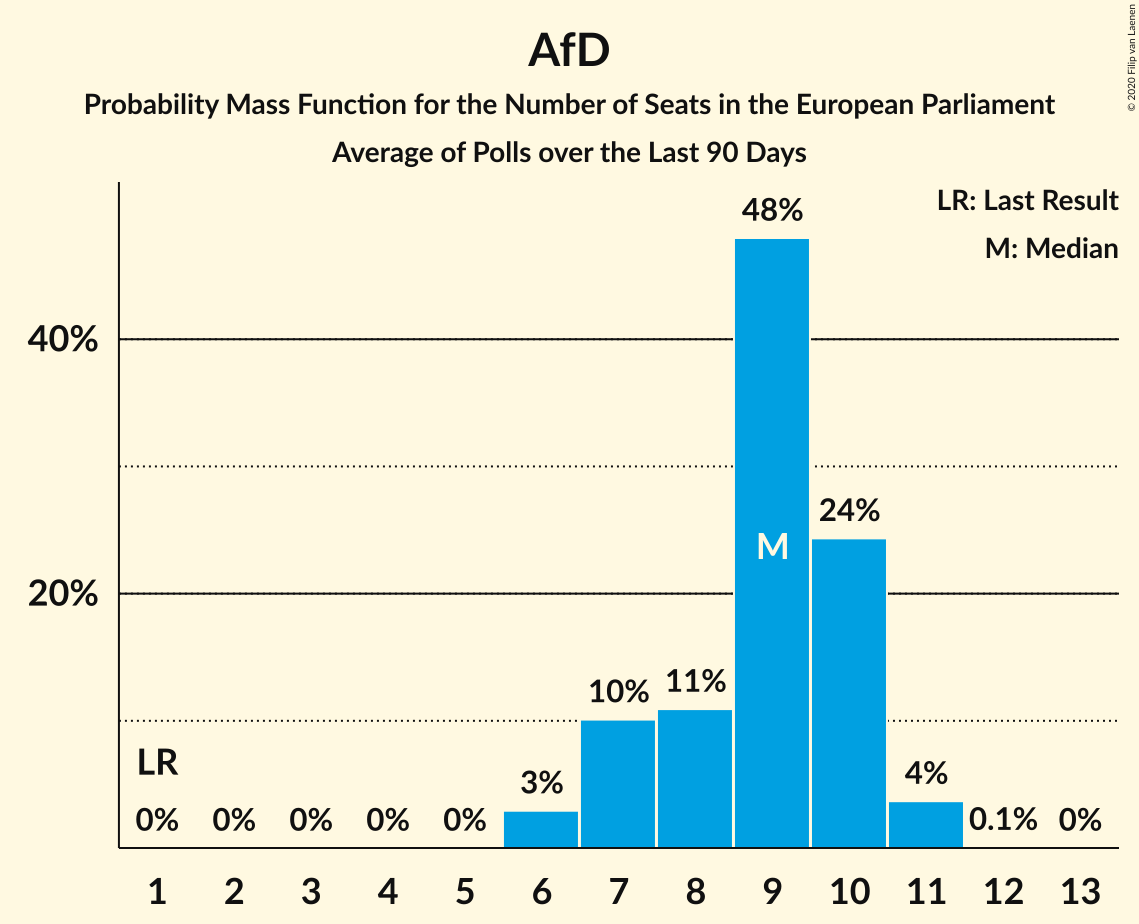 AfD
Probability Mass Function for the Number of Seats in the European Parliament
Average of Polls over the Last 90 Days
© 2020 Filip van Laenen
LR: Last Result
M: Median
48%
40%
24%
M
20%
10% 11%
LR
3% 4%
0% 0% 0% 0% 0% 0.1% 0%
1 2 3 4 5 6 7 8 9 10 11 12 13